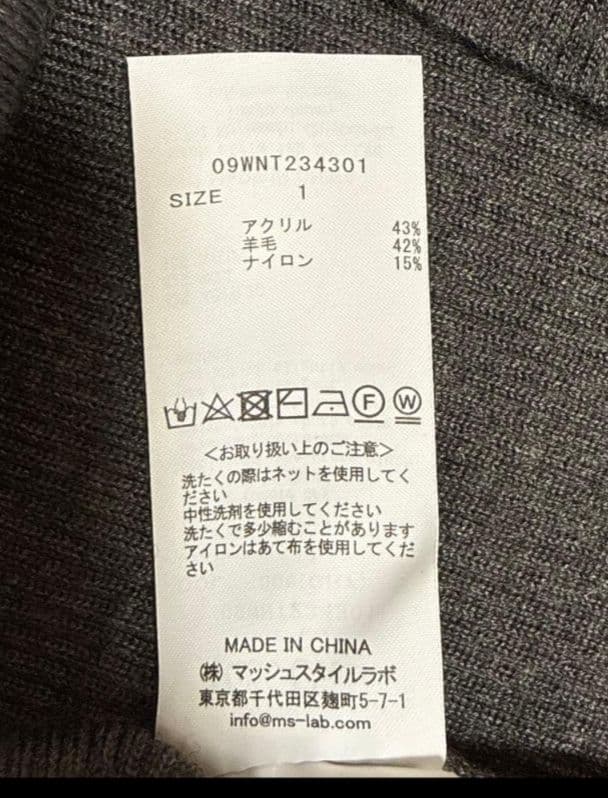 09WNT234301
SIZE 1
アクリル 43%
羊毛 42%
ナイロン 15%
F W
<お取り扱い上のご注意>
洗たくの際はネットを使用してく
ださい
中性洗剤を使用してください
洗たくで多少縮むことがあります
アイロンはあて布を使用してくだ
さい
MADE IN CHINA
㈱ マッシュスタイルラボ
東京都千代田区麹町5-7-1
info@ms-lab.com